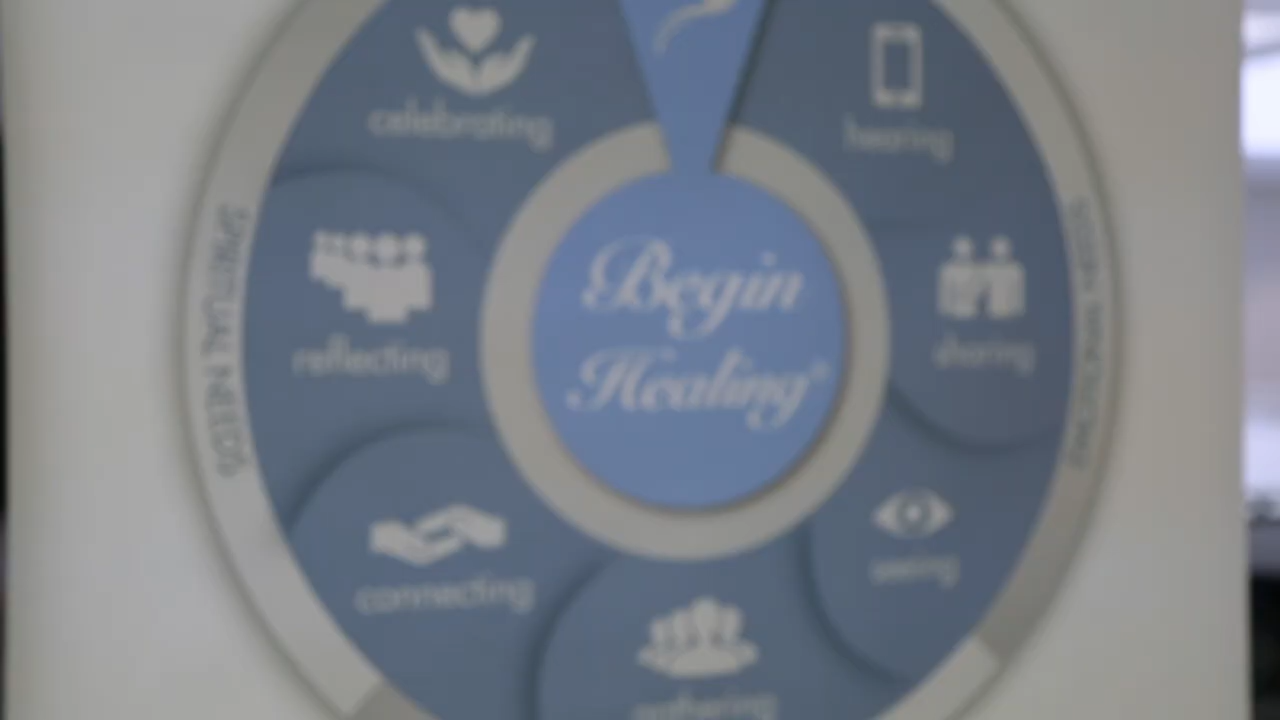 celebrating
hearing
reflecting
Begin
Healing®
sharing
SPIRITUAL NEEDS
connecting
seeing
gathering